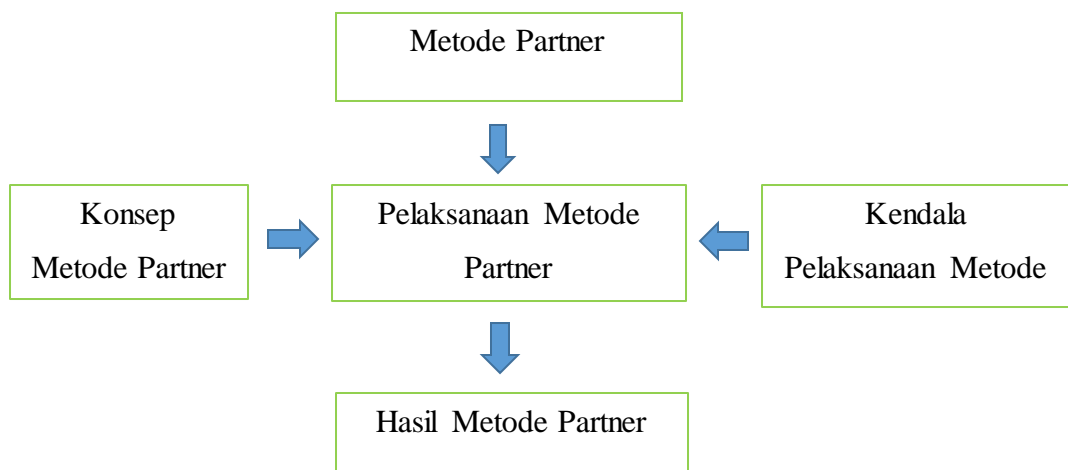 Metode Partner
Konsep
Metode Partner
Pelaksanaan Metode
Partner
Kendala
Pelaksanaan Metode
Hasil Metode Partner